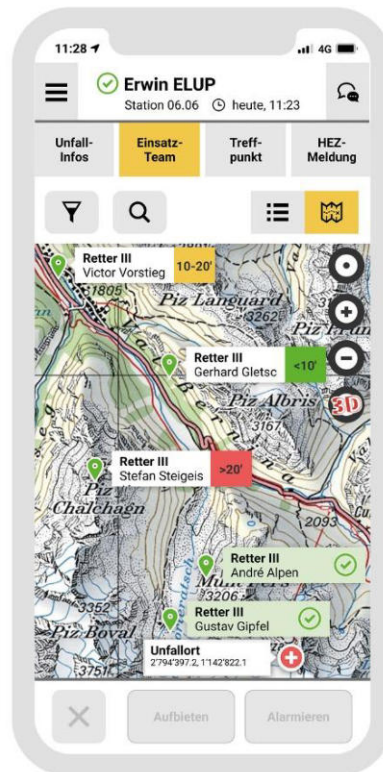 11:28
4G
Erwin ELUP
Station 06.06 heute, 11:23
Unfall-
Infos
Einsatz-
Team
Treff-
punkt
HEZ-
Meldung
Retter III
Victor Vorstieg
10-20'
1805
Piz Languard
3262
Retter III
Gerhard Gletsc
<10'
Piz Albris
3167
3D
Retter III
Stefan Steigeis
>20'
Piz
Chalchagn
2093
Retter III
André Alpen
3206
3352
Retter III
Gustav Gipfel
Piz Boval
Unfallort
2'794'397.2, 1'142'822.1
3751
Aufbieten
Alarmieren